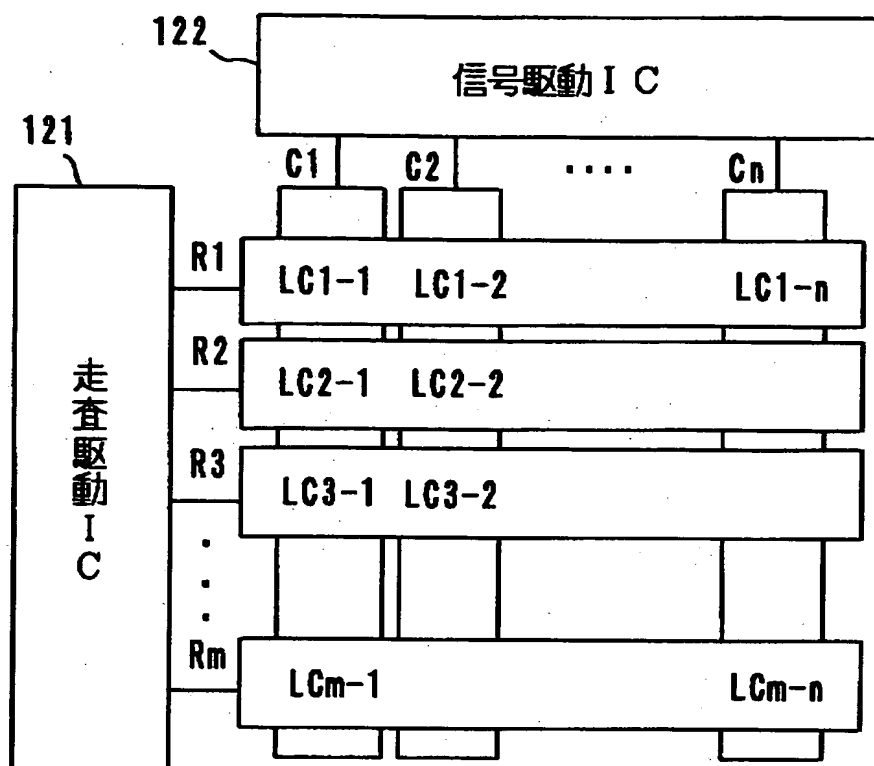 122
信号駆動IC
121
C1 C2 ････ Cn
R1
LC1-1 LC1-2 LC1-n
R2
LC2-1 LC2-2
走査駆動IC
R3
LC3-1 LC3-2
･
･
･
Rm
LCm-1 LCm-n